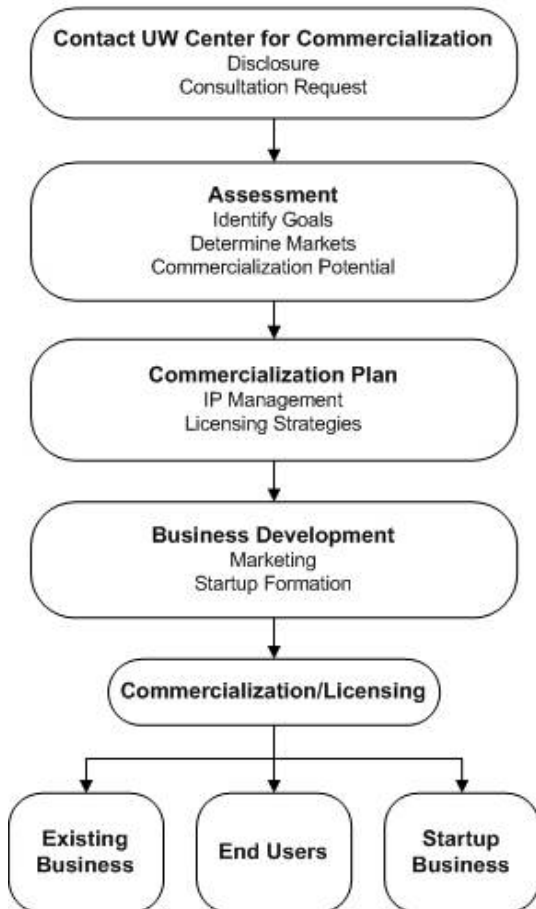 Contact UW Center for Commercialization
Disclosure
Consultation Request
Assessment
Identify Goals
Determine Markets
Commercialization Potential
Commercialization Plan
IP Management
Licensing Strategies
Business Development
Marketing
Startup Formation
Commercialization/Licensing
Existing
Business
End Users
Startup
Business